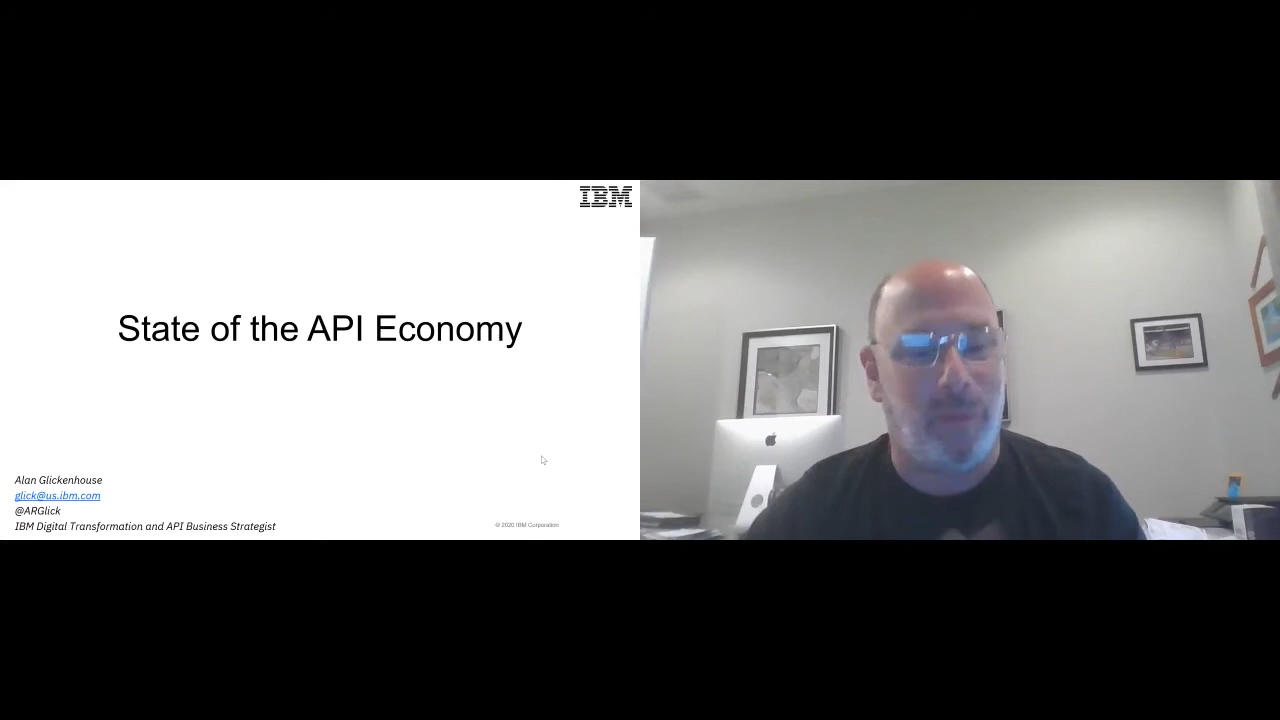 IBM
State of the API Economy
Alan Glickenhouse
glick@us.ibm.com
@ARGlick
IBM Digital Transformation and API Business Strategist
© 2020 IBM Corporation